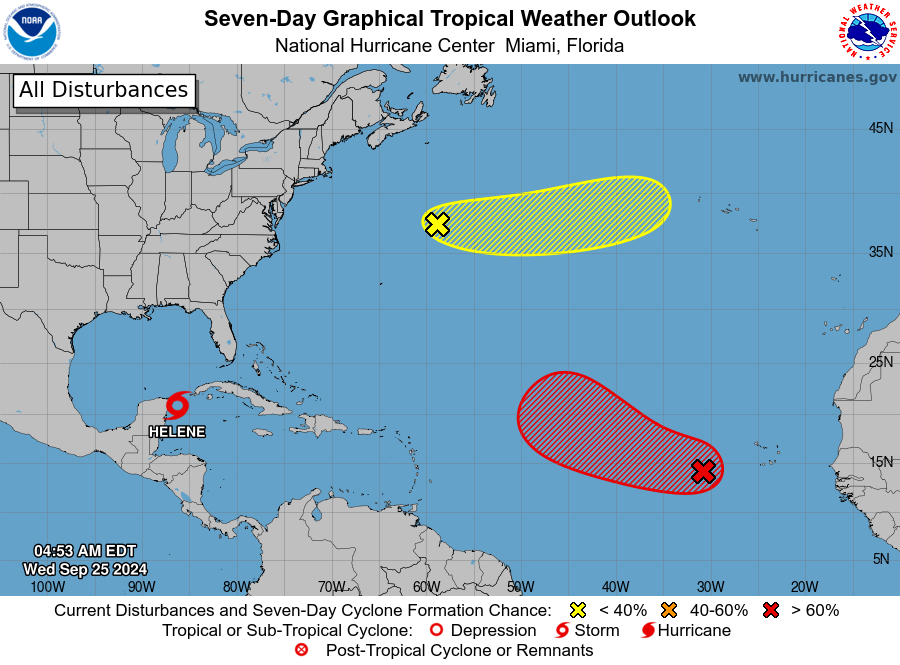 Seven-Day Graphical Tropical Weather Outlook
National Hurricane Center Miami, Florida
NOAA
NATIONAL WEATHER SERVICE
www.hurricanes.gov
All Disturbances
45N
35N
25N
HELENE
15N
04:53 AM EDT
Wed Sep 25 2024
5N
100W 90W 80W 70W 60W 50W 40W 30W 20W
Current Disturbances and Seven-Day Cyclone Formation Chance: < 40% 40-60% > 60%
Tropical or Sub-Tropical Cyclone: Depression Storm Hurricane
Post-Tropical Cyclone or Remnants